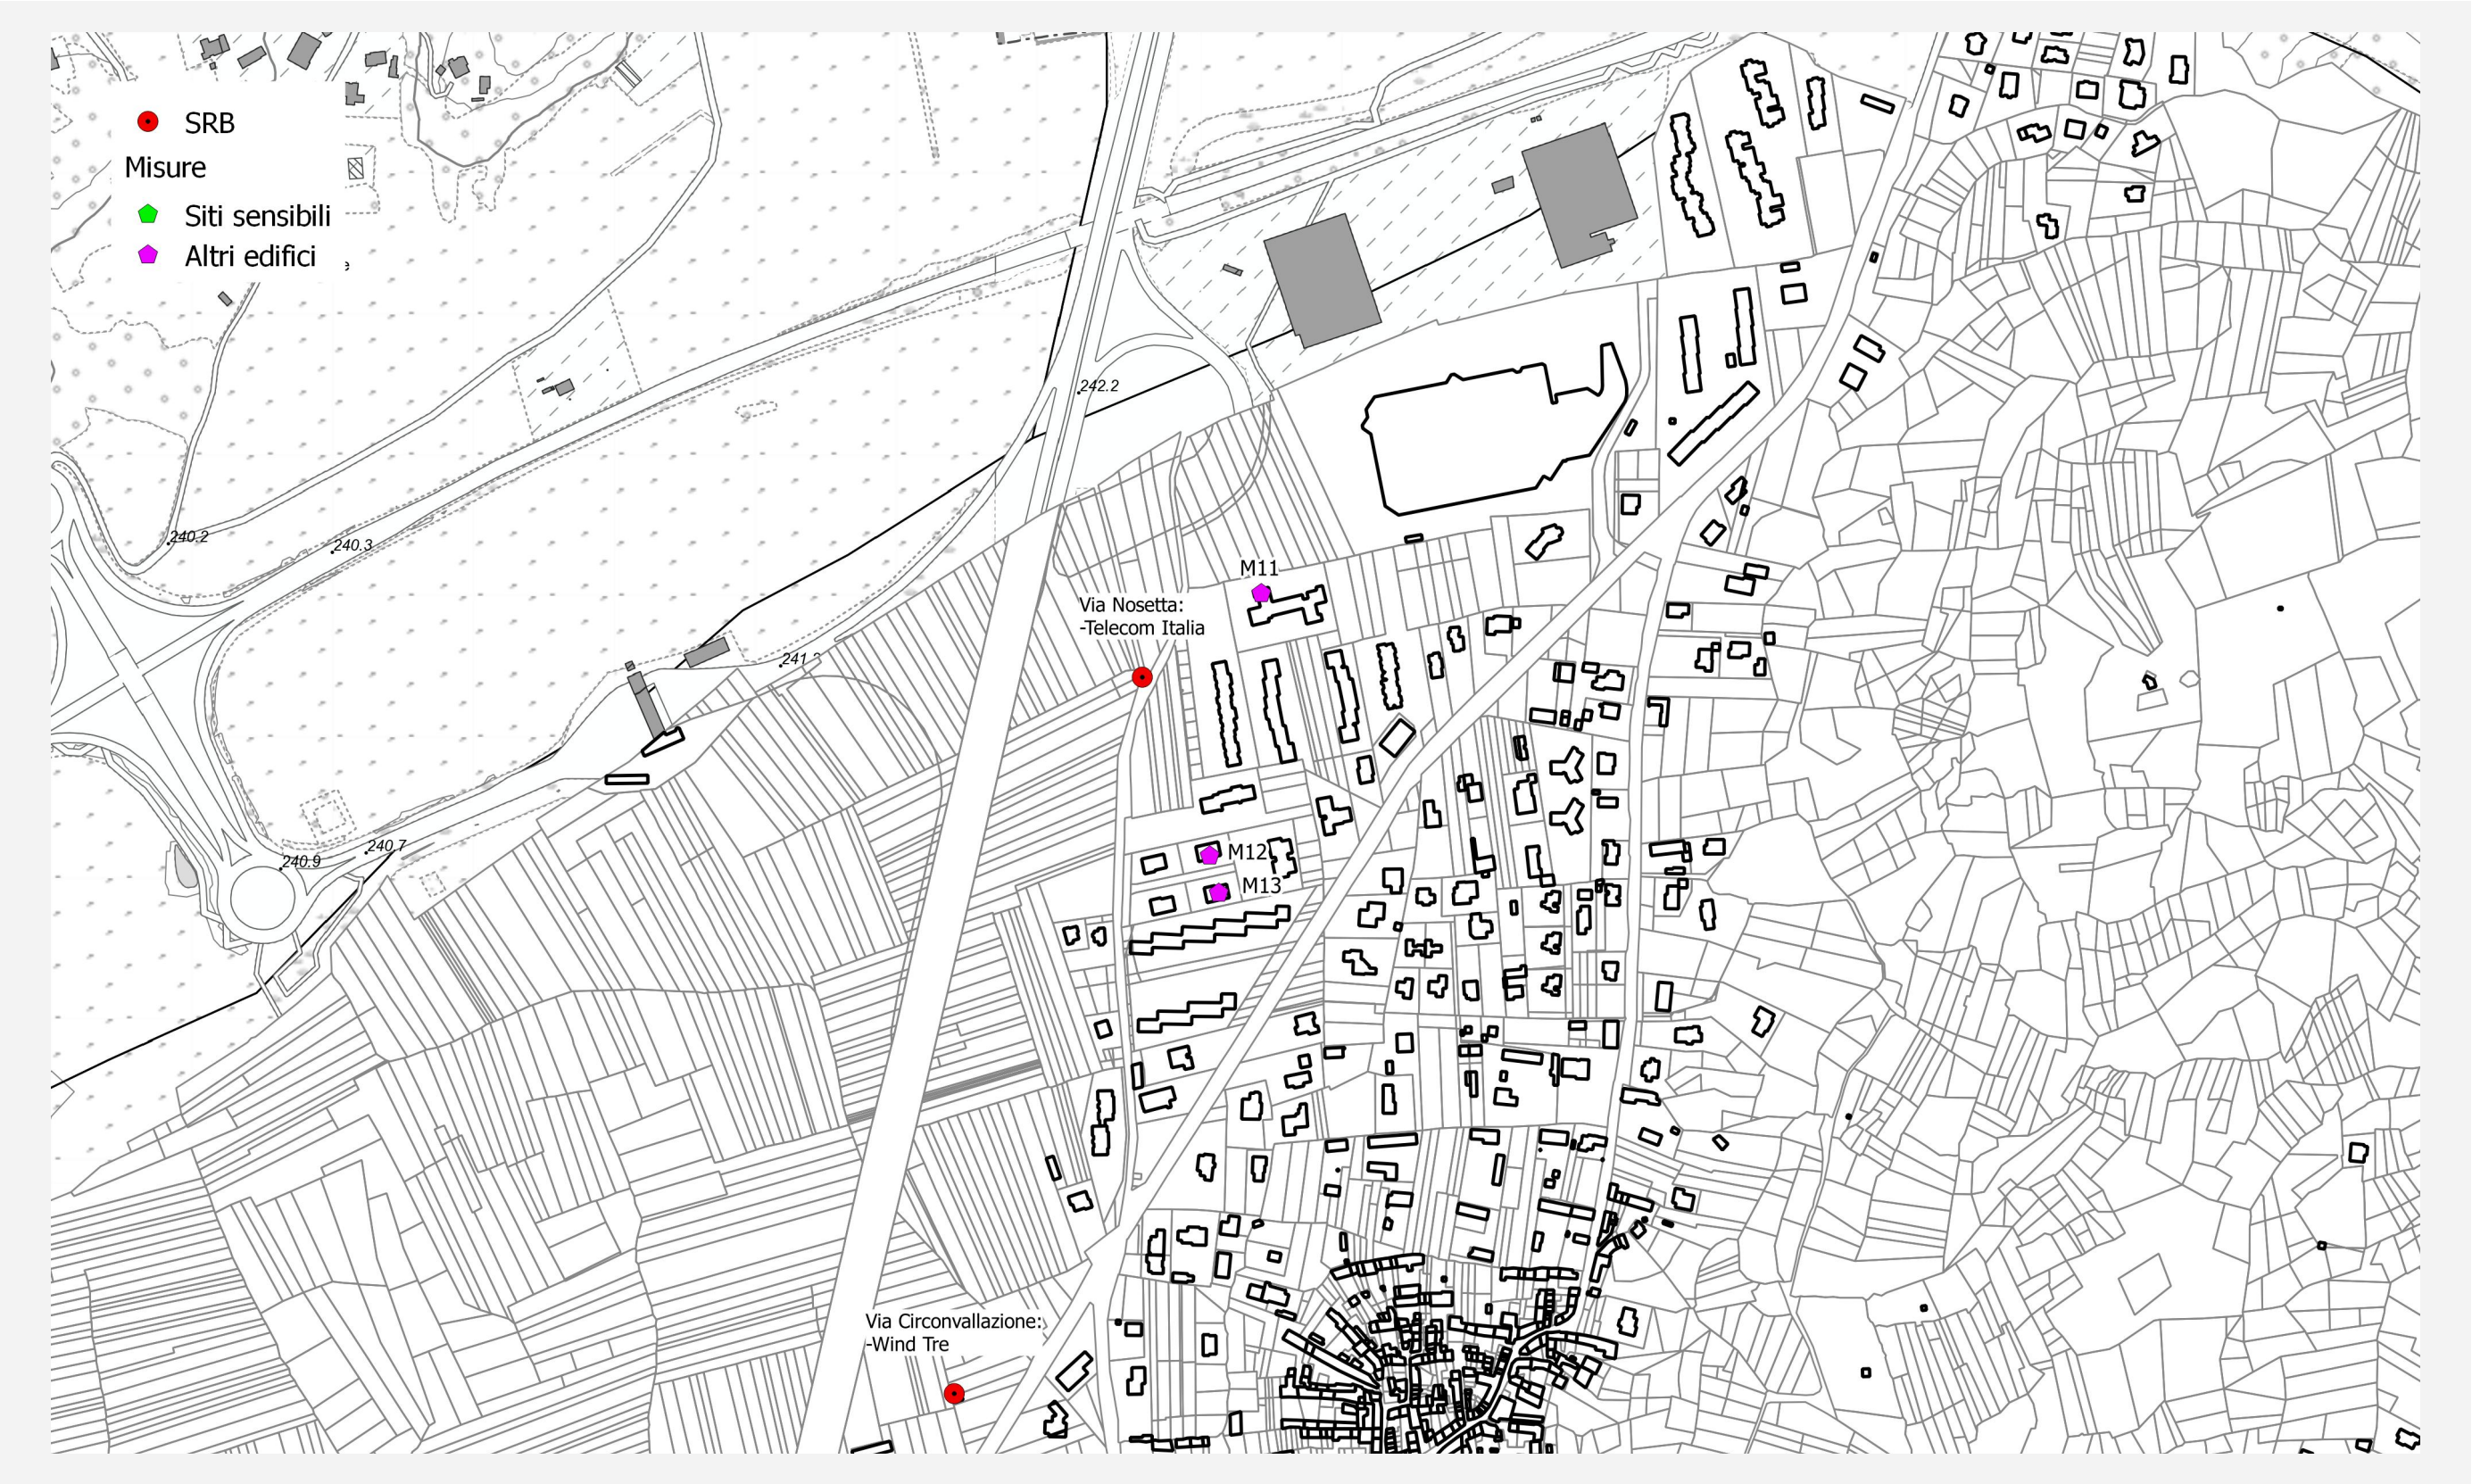 SRB
Misure
Siti sensibili
Altri edifici
e
242.2
240.2
240.3
M11
Via Nosetta:
-Telecom Italia
M12
240.7
240.9
M13
Via Circonvallazione:
-Wind Tre